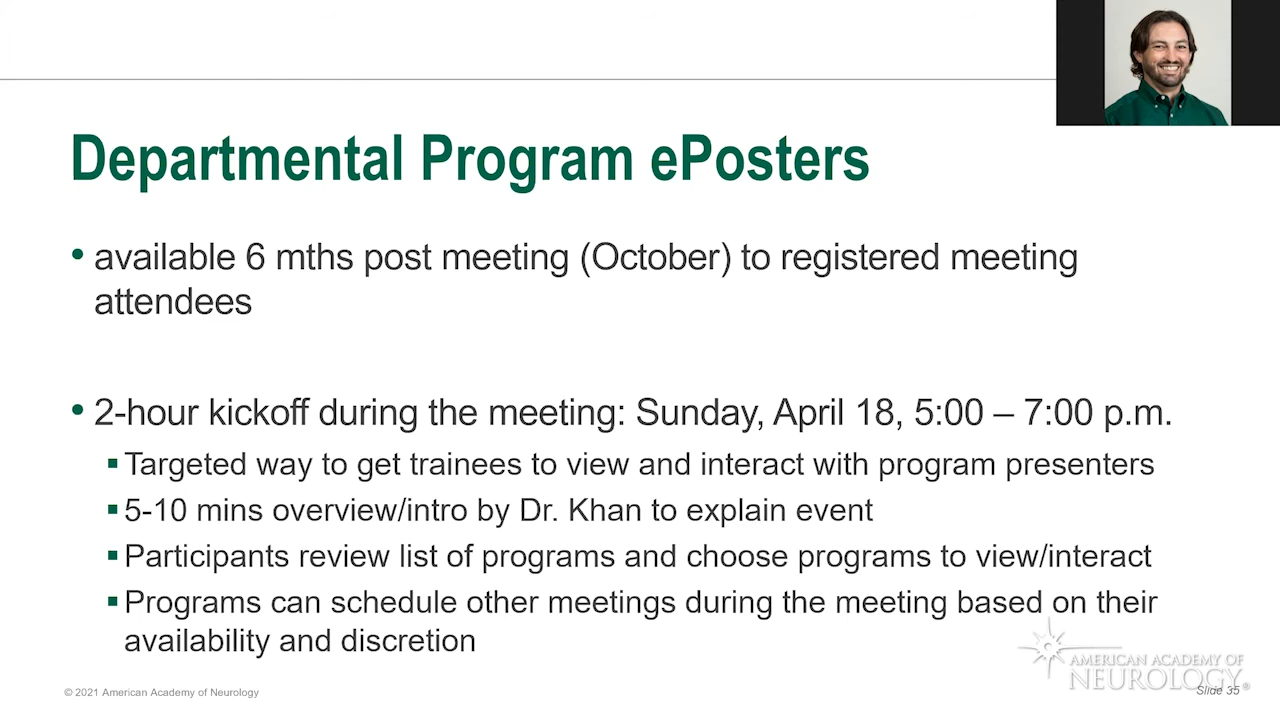 Departmental Program ePosters
• available 6 mths post meeting (October) to registered meeting
attendees
• 2-hour kickoff during the meeting: Sunday, April 18, 5:00 – 7:00 p.m.
▪ Targeted way to get trainees to view and interact with program presenters
▪ 5-10 mins overview/intro by Dr. Khan to explain event
▪ Participants review list of programs and choose programs to view/interact
▪ Programs can schedule other meetings during the meeting based on their
availability and discretion
AMERICAN ACADEMY OF
NEUROLOGY®
© 2021 American Academy of Neurology
Slide 35